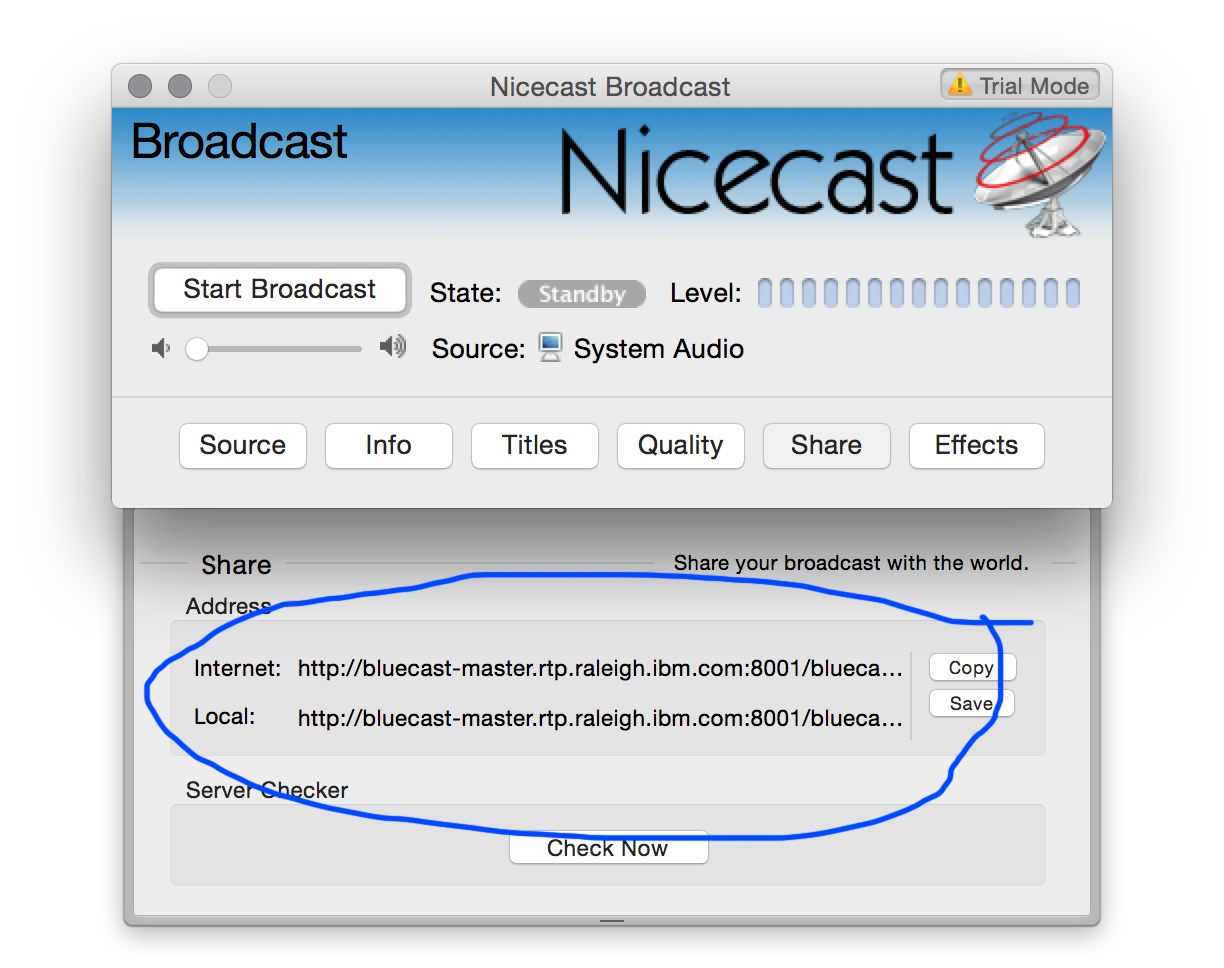 Nicecast Broadcast
Trial Mode
Broadcast
Nicecast
Start Broadcast State: Standby Level:
Source: System Audio
Source Info Titles Quality Share Effects
Share Share your broadcast with the world.
Address
Internet: http://bluecast-master.rtp.raleigh.ibm.com:8001/blueca... Copy
Local: http://bluecast-master.rtp.raleigh.ibm.com:8001/blueca... Save
Server Checker
Check Now